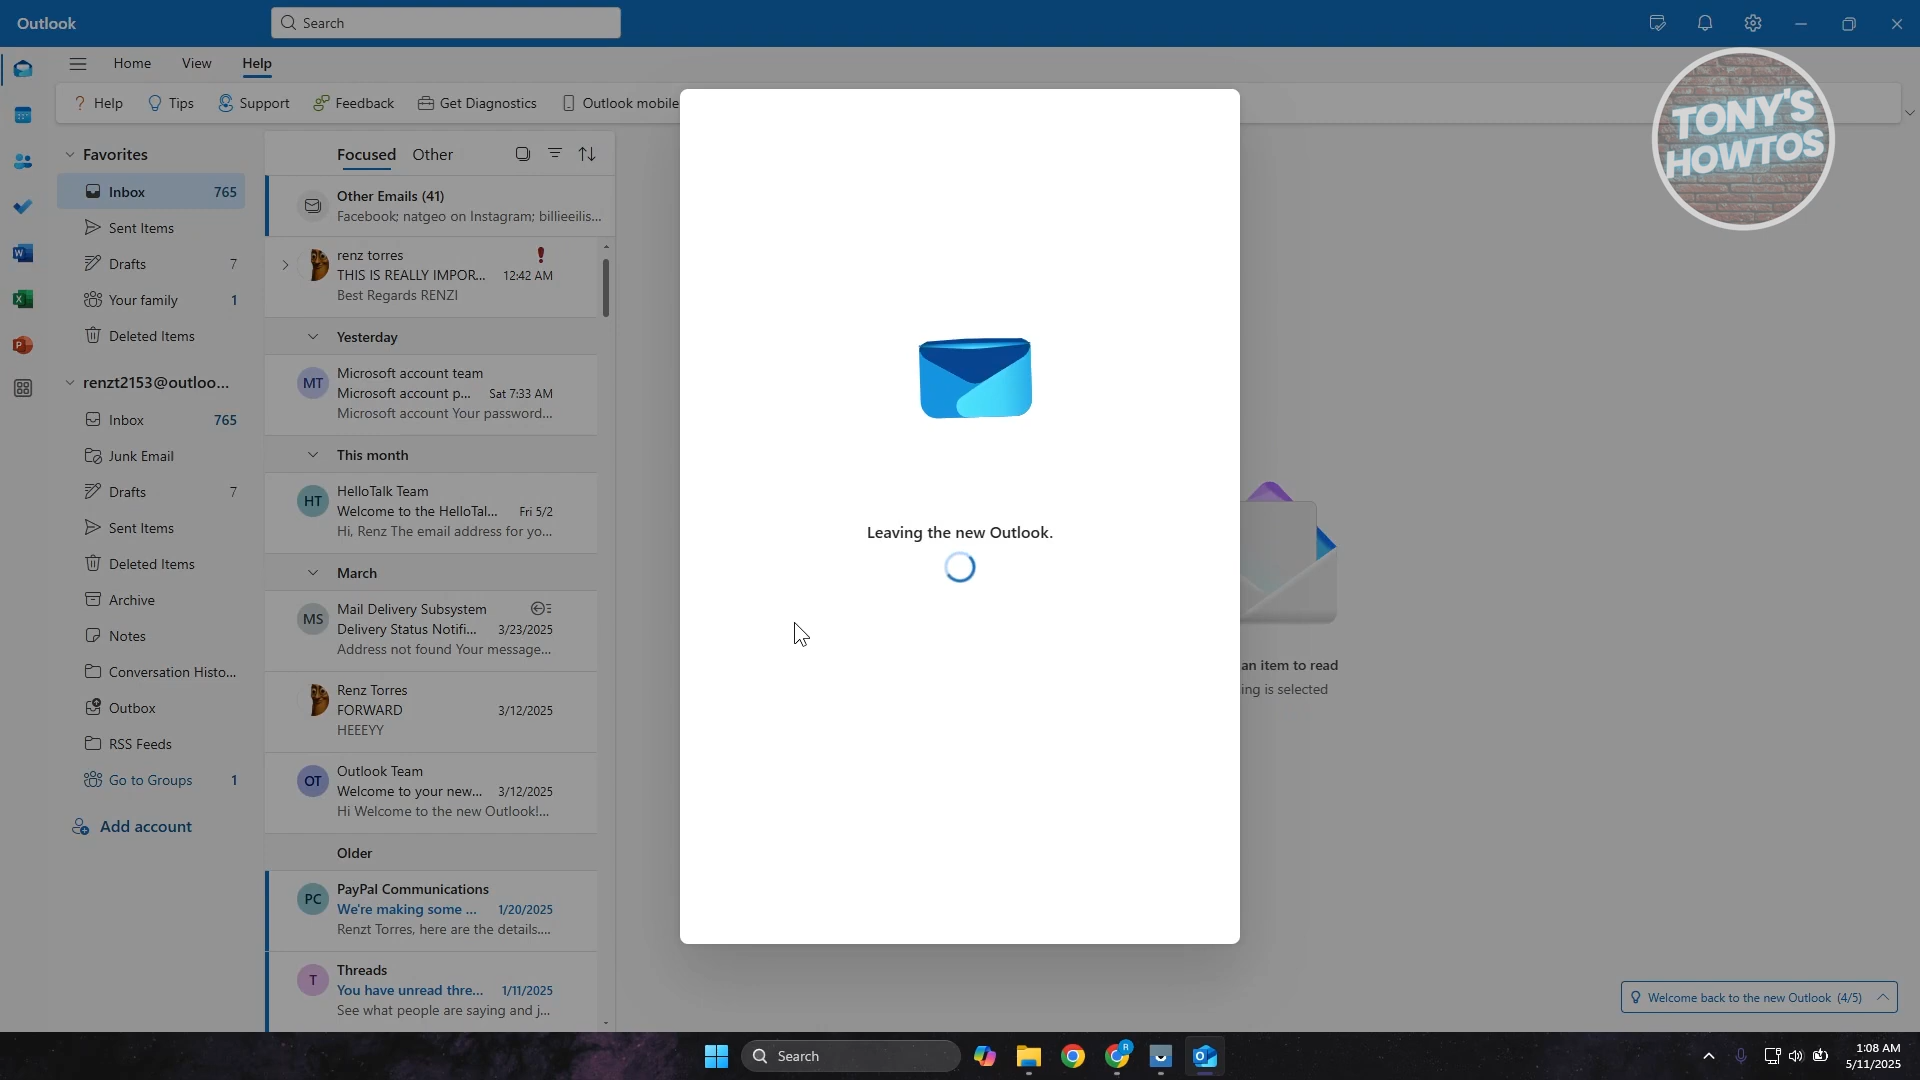 Outlook
Search
Home
View
Help
Help
Tips
Support
Feedback
Get Diagnostics
Outlook mobile
TONY'S
HOWTOS
Favorites
Inbox 765
Sent Items
Drafts 7
Your family 1
Deleted Items
renzt2153@outloo...
Inbox 765
Junk Email
Drafts 7
Sent Items
Deleted Items
Archive
Notes
Conversation Histo...
Outbox
RSS Feeds
Go to Groups 1
Add account
Focused Other
Other Emails (41)
Facebook; natgeo on Instagram; billieeilis...
renz torres
THIS IS REALLY IMPOR... 12:42 AM
Best Regards RENZI
Yesterday
MT
Microsoft account team
Microsoft account p... Sat 7:33 AM
Microsoft account Your password...
This month
HT
HelloTalk Team
Welcome to the HelloTal... Fri 5/2
Hi, Renz The email address for yo...
March
MS
Mail Delivery Subsystem
Delivery Status Notifi... 3/23/2025
Address not found Your message...
Renz Torres
FORWARD 3/12/2025
HEEEYY
OT
Outlook Team
Welcome to your new... 3/12/2025
Hi Welcome to the new Outlook!...
Older
PC
PayPal Communications
We're making some ... 1/20/2025
Renzt Torres, here are the details....
T
Threads
You have unread thre... 1/11/2025
See what people are saying and j...
Leaving the new Outlook.
an item to read
ing is selected
Welcome back to the new Outlook (4/5)
Search
R
1:08 AM
5/11/2025